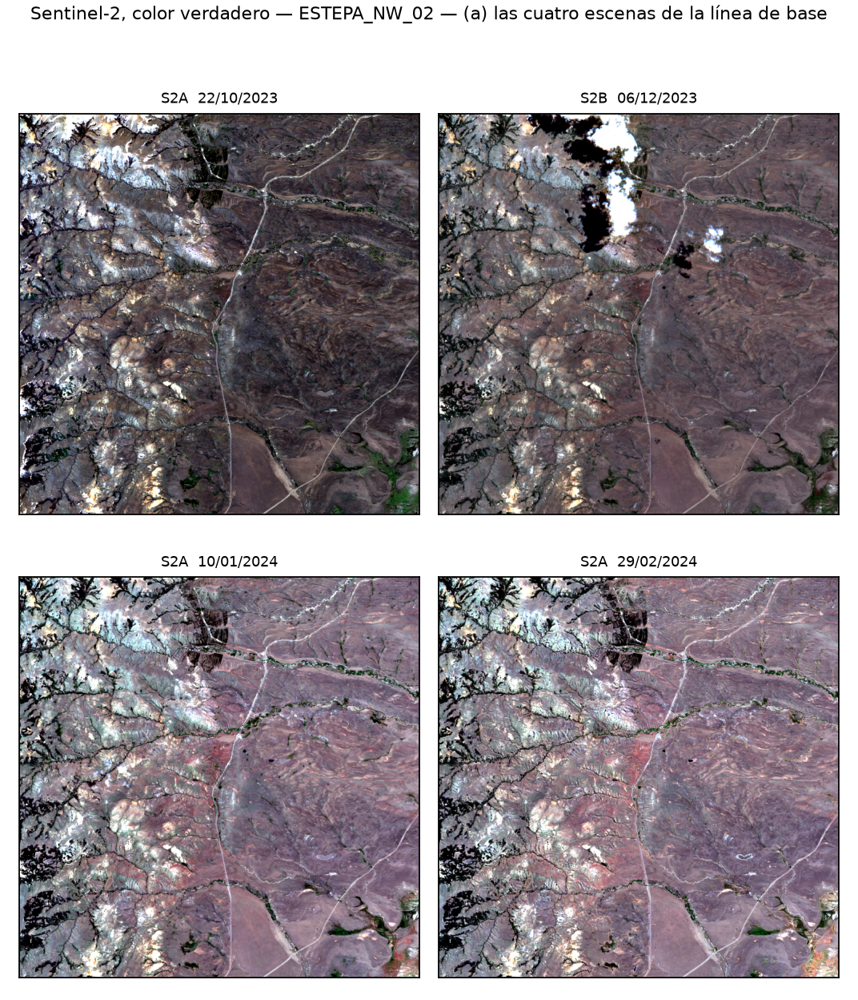 Sentinel-2, color verdadero — ESTEPA_NW_02 — (a) las cuatro escenas de la línea de base
S2A 22/10/2023
S2B 06/12/2023
S2A 10/01/2024
S2A 29/02/2024